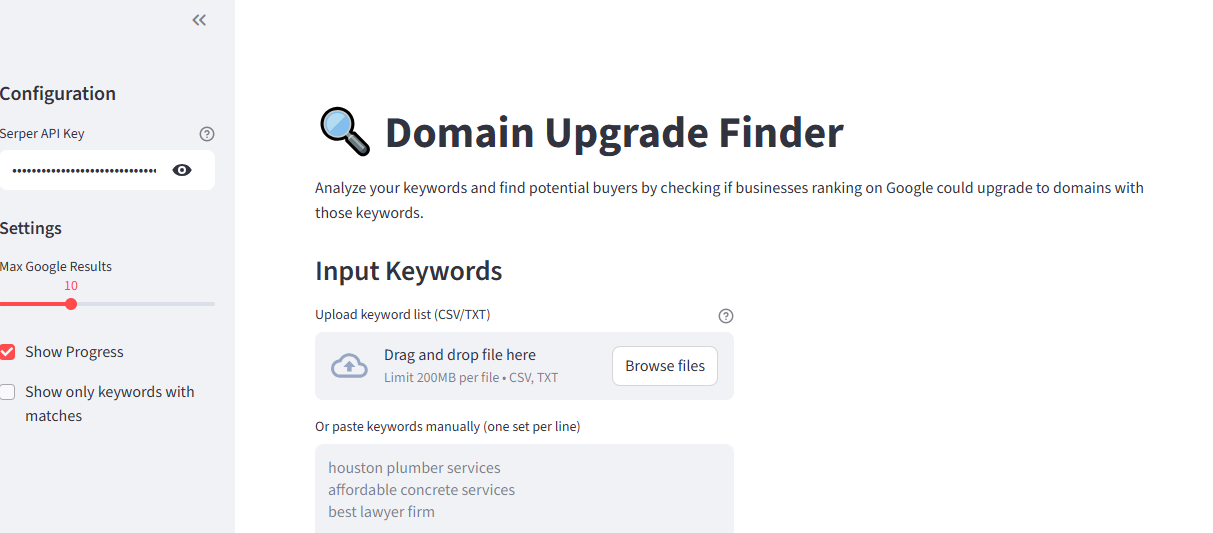 Configuration
Serper API Key
••••••••••••••••••••••••••••••
Settings
Max Google Results
10
Show Progress
Show only keywords with
matches
Domain Upgrade Finder
Analyze your keywords and find potential buyers by checking if businesses ranking on Google could upgrade to domains with
those keywords.
Input Keywords
Upload keyword list (CSV/TXT)
Drag and drop file here
Limit 200MB per file • CSV, TXT
Browse files
Or paste keywords manually (one set per line)
houston plumber services
affordable concrete services
best lawyer firm